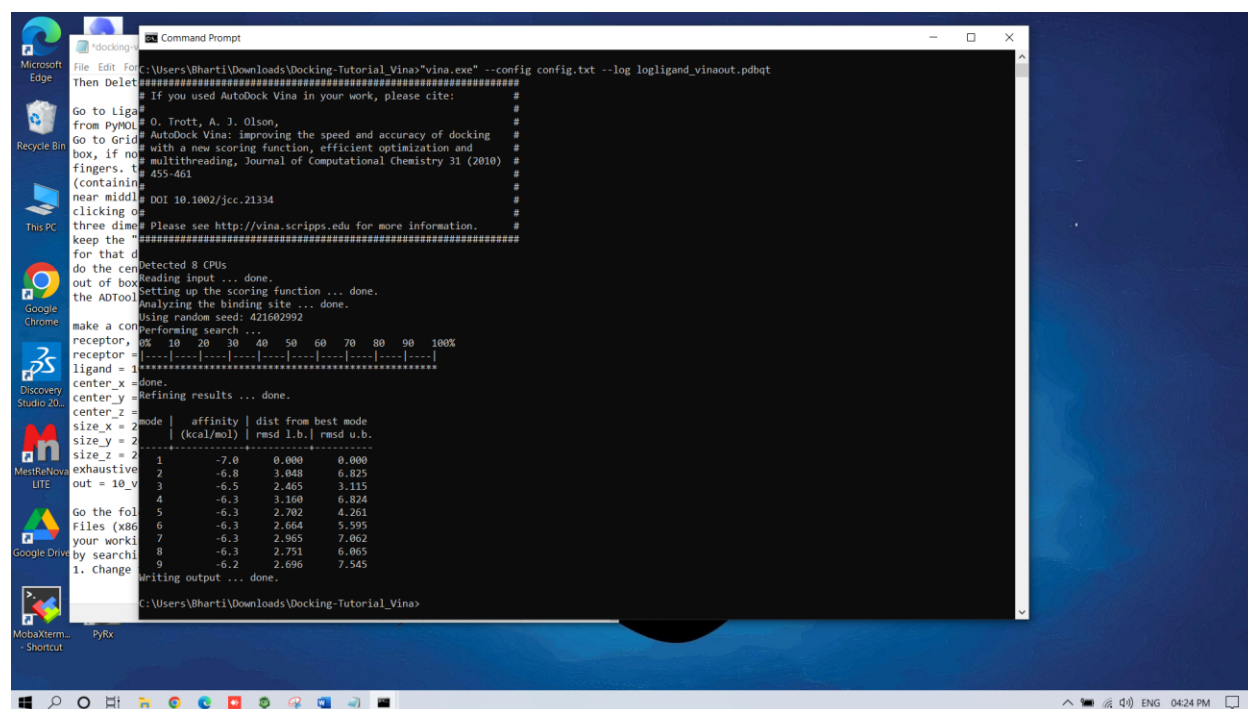 Microsoft Edge
Recycle Bin
This PC
Google Chrome
Discovery Studio 20...
MestReNova LITE
Google Drive
MobaXterm... - Shortcut
PyRx
*docking-v
File Edit For
Then Delet
Go to Liga
from PyMOL
Go to Grid
box, if no
fingers. t
(containin
near middl
clicking o
three dime
keep the "
for that d
do the cen
out of box
the ADTool
make a con
receptor,
receptor =
ligand = 1
center_x =
center_y =
center_z =
size_x = 2
size_y = 2
size_z = 2
exhaustive
out = 10_v
Go the fol
Files (x86
your worki
by searchi
1. Change
Command Prompt
C:\Users\Bharti\Downloads\Docking-Tutorial_Vina>"vina.exe" --config config.txt --log logligand_vinaout.pdbqt
#################################################################
# If you used AutoDock Vina in your work, please cite: #
# #
# O. Trott, A. J. Olson, #
# AutoDock Vina: improving the speed and accuracy of docking #
# with a new scoring function, efficient optimization and #
# multithreading, Journal of Computational Chemistry 31 (2010) #
# 455-461 #
# #
# DOI 10.1002/jcc.21334 #
# #
# Please see http://vina.scripps.edu for more information. #
#################################################################
Detected 8 CPUs
Reading input ... done.
Setting up the scoring function ... done.
Analyzing the binding site ... done.
Using random seed: 421602992
Performing search ...
0% 10 20 30 40 50 60 70 80 90 100%
|----|----|----|----|----|----|----|----|----|----|
***************************************************
done.
Refining results ... done.
mode | affinity | dist from best mode
| (kcal/mol) | rmsd l.b.| rmsd u.b.
-----+------------+----------+----------
1 -7.0 0.000 0.000
2 -6.8 3.048 6.825
3 -6.5 2.465 3.115
4 -6.3 3.160 6.824
5 -6.3 2.702 4.261
6 -6.3 2.664 5.595
7 -6.3 2.965 7.062
8 -6.3 2.751 6.065
9 -6.2 2.696 7.545
Writing output ... done.
C:\Users\Bharti\Downloads\Docking-Tutorial_Vina>
ENG 04:24 PM